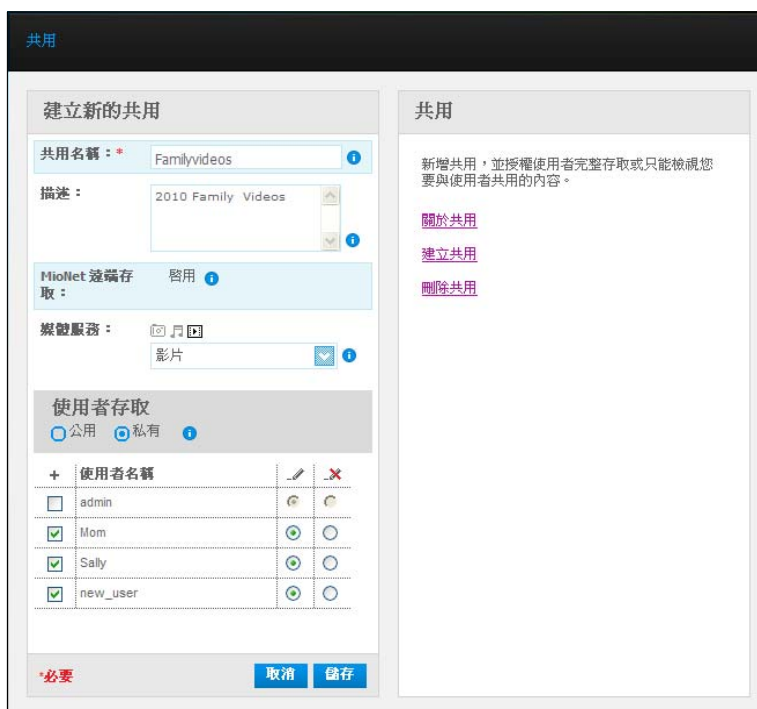 共用
建立新的共用
共用名稱：*
Familyvideos
描述：
2010 Family Videos
MioNet 遠端存
取：
啟用
媒體服務：
影片
使用者存取
公用
私有
+ 使用者名稱
admin
Mom
Sally
new_user
*必要
取消
儲存
共用
新增共用，並授權使用者完整存取或只能檢視您
要與使用者共用的內容。
關於共用
建立共用
刪除共用